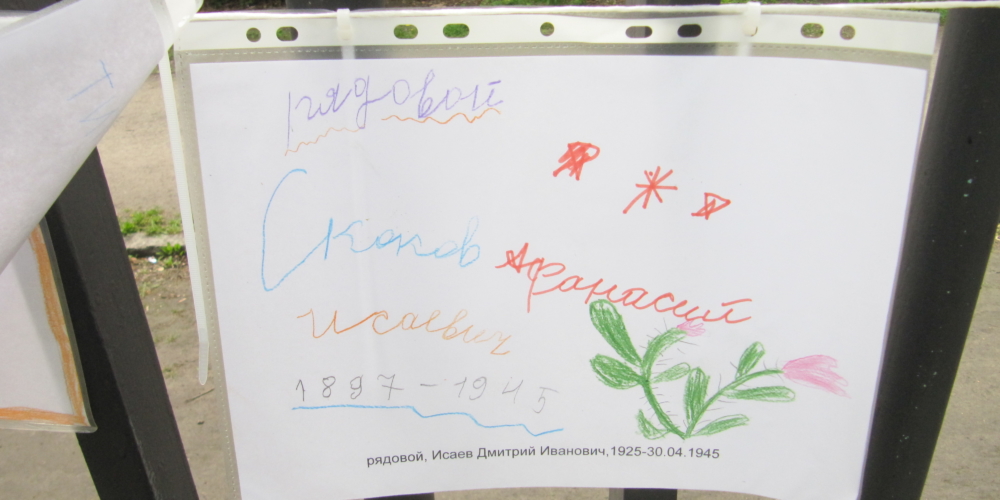 рядовой
Скоков Афанасий
Исаевич
1897-1945
рядовой, Исаев Дмитрий Иванович,1925-30.04.1945